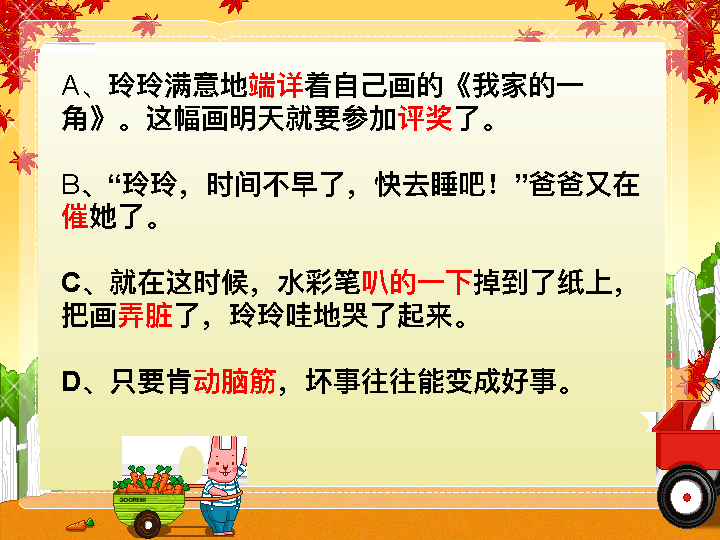 A、玲玲满意地端详着自己画的《我家的一
角》。这幅画明天就要参加评奖了。
B、“玲玲，时间不早了，快去睡吧！”爸爸又在
催她了。
C、就在这时候，水彩笔叭的一下掉到了纸上，
把画弄脏了，玲玲哇地哭了起来。
D、只要肯动脑筋，坏事往往能变成好事。